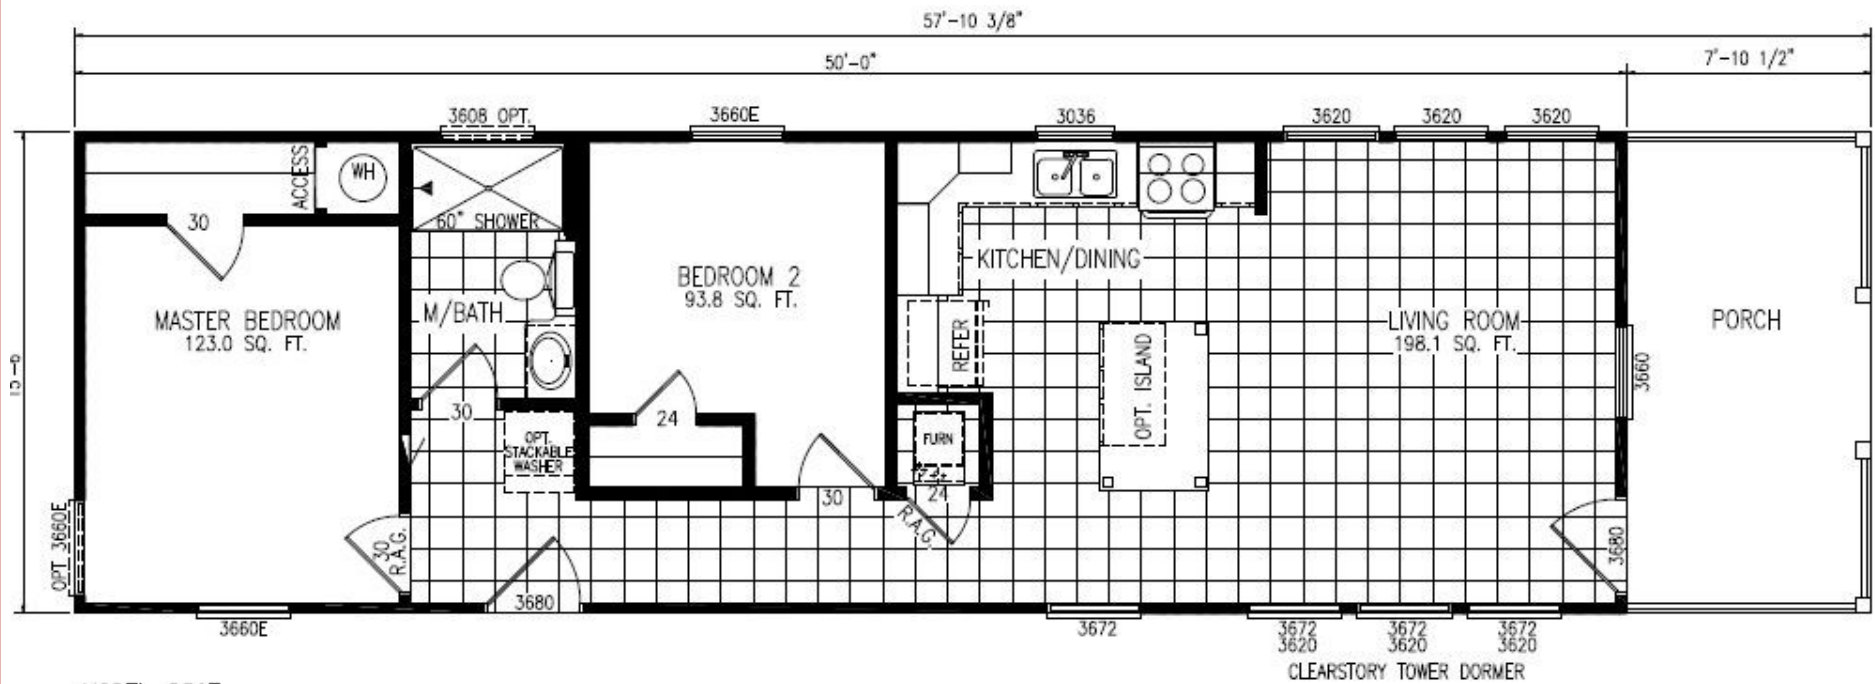 57'-10 3/8"
50'-0"
7'-10 1/2"
3608 OPT.
3660E
3036
3620
3620
3620
ACCESS
WH
30
60" SHOWER
KITCHEN/DINING
BEDROOM 2
93.8 SQ. FT.
M/BATH
MASTER BEDROOM
123.0 SQ. FT.
LIVING ROOM
198.1 SQ. FT.
PORCH
REFER
OPT. ISLAND
3660
30
24
OPT.
STACKABLE
WASHER
FURN
24
30
R.A.G.
OPT 3660E
30
R.A.G.
3680
3680
3660E
3672
3672
3620
3672
3620
3672
3620
CLEARSTORY TOWER DORMER